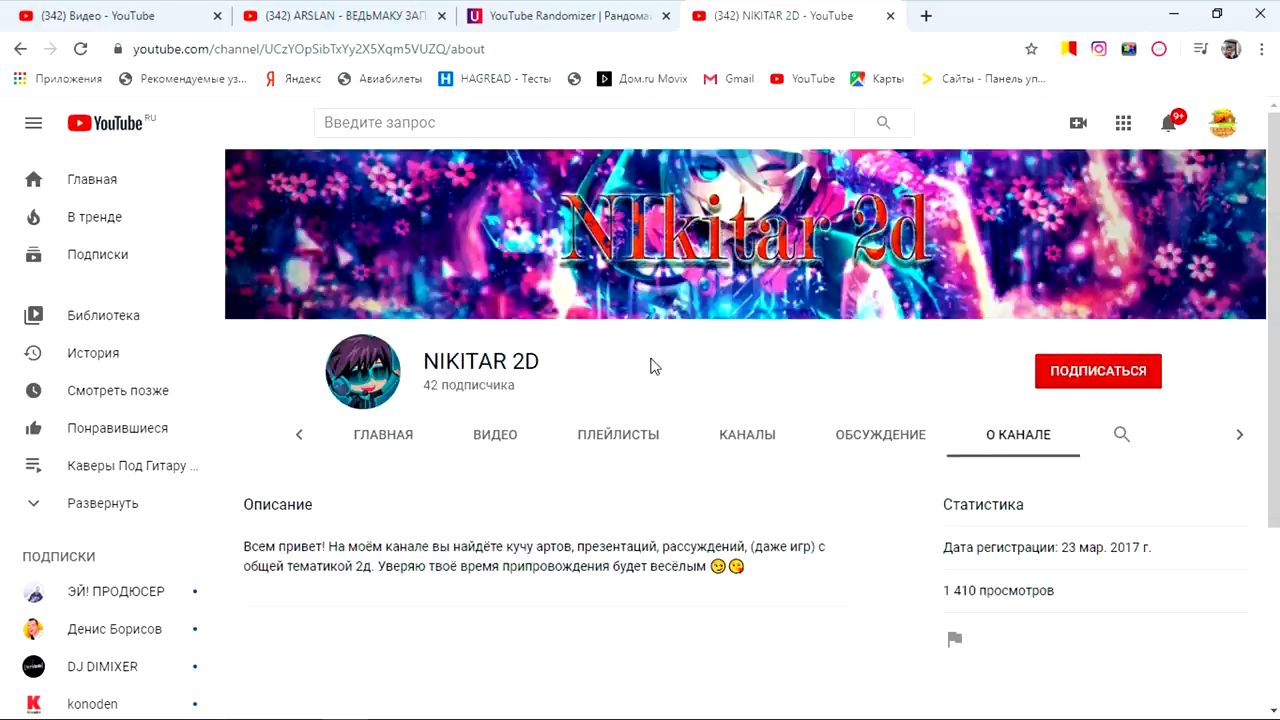 (342) Видео - YouTube
(342) ARSLAN - ВЕДЬМАКУ ЗАП
YouTube Randomizer | Рандома
(342) NIKITAR 2D - YouTube
youtube.com/channel/UCzYOpSibTxYy2X5Xqm5VUZQ/about
Приложения
Рекомендуемые уз...
Яндекс
Авиабилеты
HAGREAD - Тесты
Дом.ru Movix
Gmail
YouTube
Карты
Сайты - Панель уп...
YouTube RU
Введите запрос
9+
Главная
В тренде
Подписки
Библиотека
История
Смотреть позже
Понравившиеся
Каверы Под Гитару ...
Развернуть
ПОДПИСКИ
ЭЙ! ПРОДЮСЕР
Денис Борисов
DJ DIMIXER
konoden
NIkitar 2d
NIKITAR 2D
42 подписчика
ПОДПИСАТЬСЯ
ГЛАВНАЯ
ВИДЕО
ПЛЕЙЛИСТЫ
КАНАЛЫ
ОБСУЖДЕНИЕ
О КАНАЛЕ
Описание
Всем привет! На моём канале вы найдёте кучу артов, презентаций, рассуждений, (даже игр) с
общей тематикой 2д. Уверяю твоё время припровождения будет весёлым 😏😋
Статистика
Дата регистрации: 23 мар. 2017 г.
1 410 просмотров